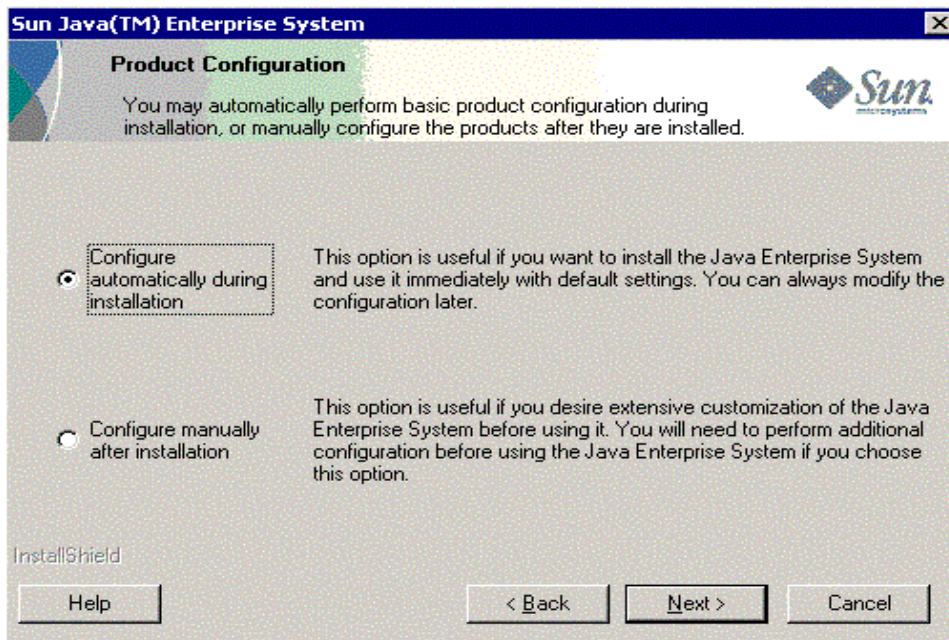 Sun Java(TM) Enterprise System
Product Configuration
You may automatically perform basic product configuration during
installation, or manually configure the products after they are installed.
Sun
microsystems
Configure
automatically during
installation
This option is useful if you want to install the Java Enterprise System
and use it immediately with default settings. You can always modify the
configuration later.
Configure manually
after installation
This option is useful if you desire extensive customization of the Java
Enterprise System before using it. You will need to perform additional
configuration before using the Java Enterprise System if you choose
this option.
InstallShield
Help
< Back
Next >
Cancel